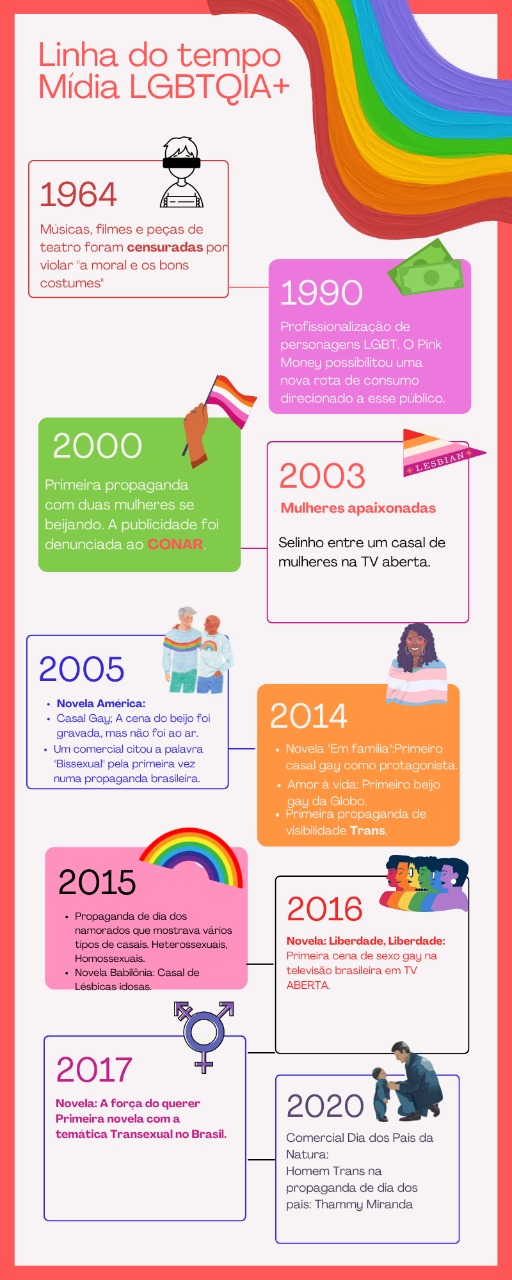 Linha do tempo
Mídia LGBTQIA+
1964
Músicas, filmes e peças de
teatro foram censuradas por
violar "a moral e os bons
costumes"
1990
Profissionalização de
personagens LGBT. O Pink
Money possibilitou uma
nova rota de consumo
direcionado a esse publico.
2000
Primeira propaganda
com duas mulheres se
beijando. A publicidade foi
denunciada ao CONAR.
LESBIAN
2003
Mulheres apaixonadas
Selinho entre um casal de
mulheres na TV aberta.
2005
• Novela América:
• Casal Gay; A cena do beijo foi
gravada, mas não foi ao ar.
• Um comercial citou a palavra
"Bissexual" pela primeira vez
numa propaganda brasileira.
2014
• Novela "Em família":Primeiro
casal gay como protagonista.
• Amor à vida: Primeiro beijo
gay da Globo.
• Primeira propaganda de
visibilidade Trans.
2015
• Propaganda de dia dos
namorados que mostrava vários
tipos de casais. Heterossexuais,
Homossexuais.
• Novela Babilônia: Casal de
Lésbicas idosas.
2016
Novela: Liberdade, Liberdade:
Primeira cena de sexo gay na
televisão brasileira em TV
ABERTA.
2017
Novela: A força do querer
Primeira novela com a
temática Transexual no Brasil.
2020
Comercial Dia dos Pais da
Natura:
Homem Trans na
propaganda de dia dos
pais: Thammy Miranda